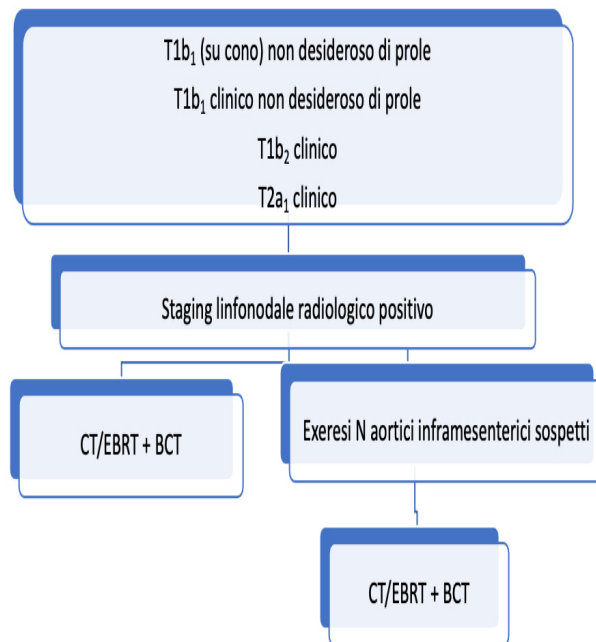 T1b₁ (su cono) non desideroso di prole
T1b₁ clinico non desideroso di prole
T1b₂ clinico
T2a₁ clinico
Staging linfonodale radiologico positivo
CT/EBRT + BCT
Exeresi N aortici inframesenterici sospetti
CT/EBRT + BCT